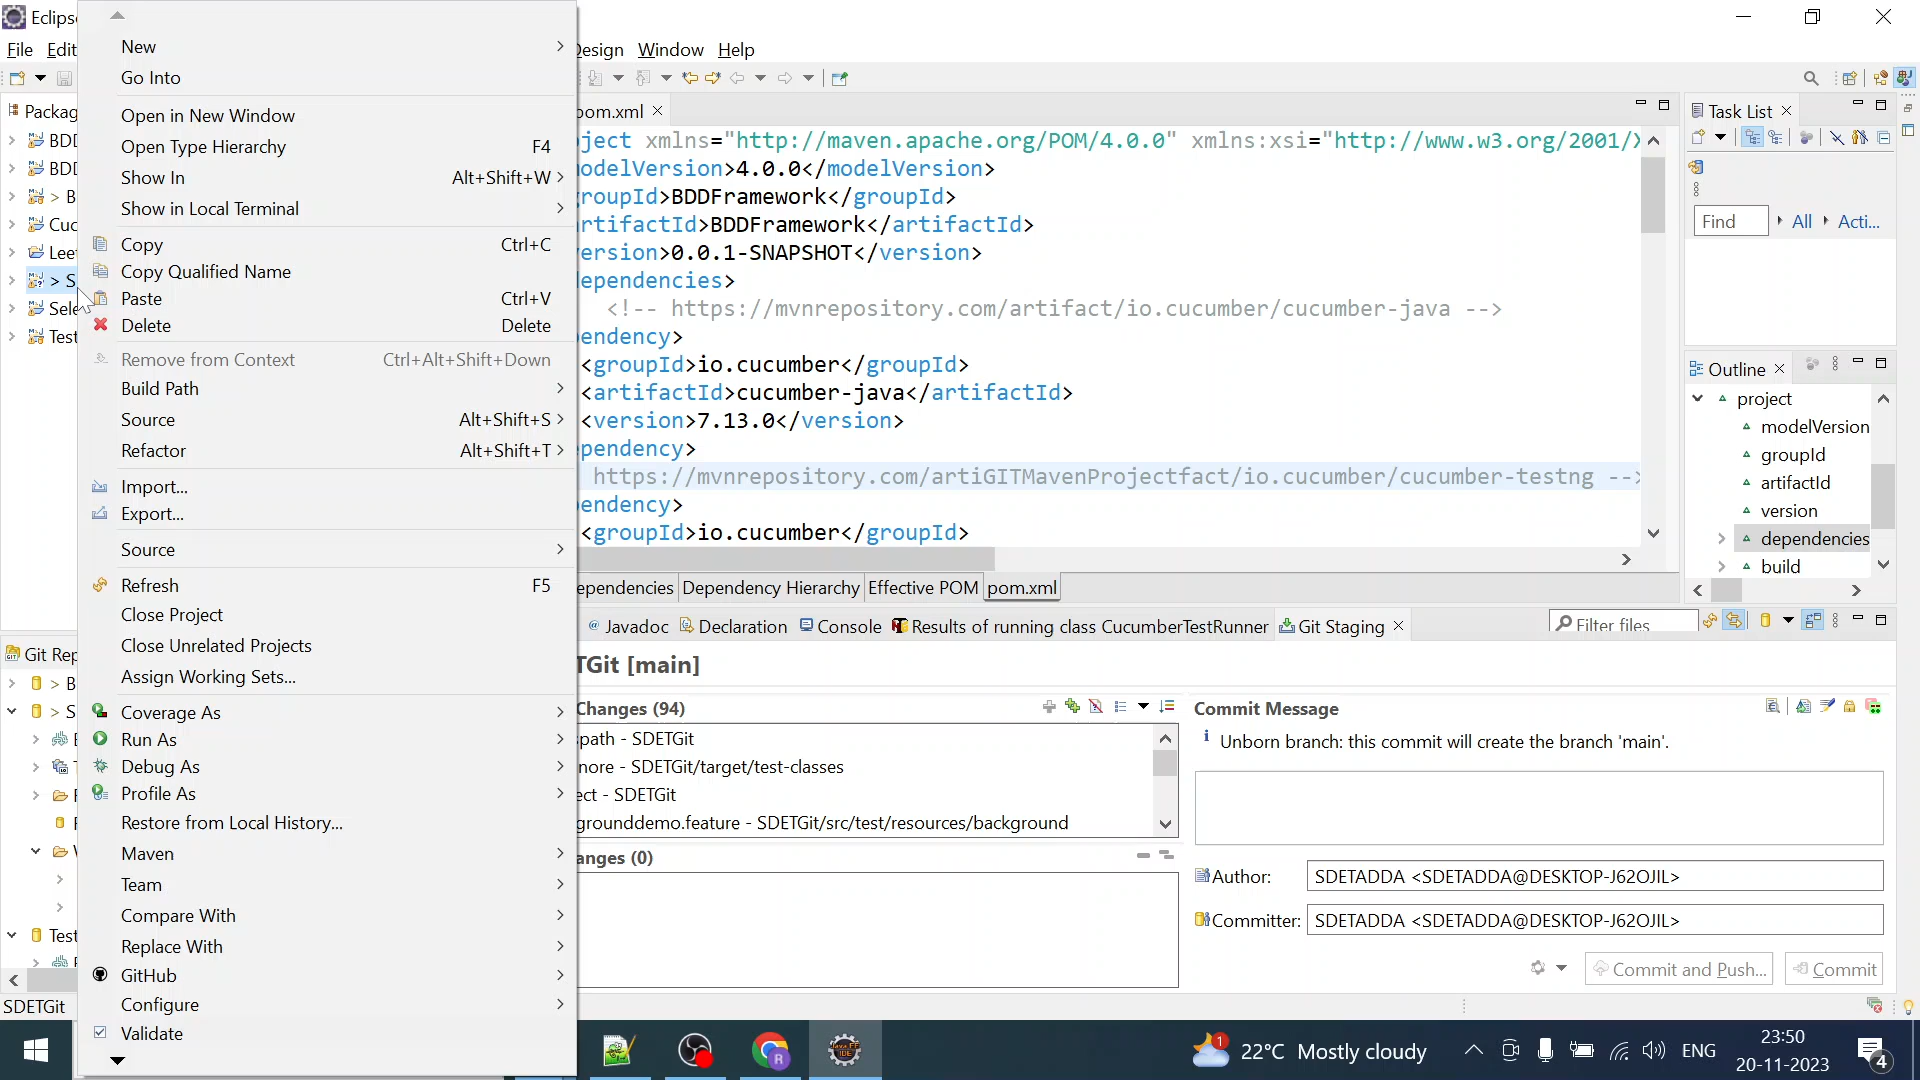 Eclips
File Edit Design Window Help
New
Go Into
Open in New Window
Open Type Hierarchy F4
Show In Alt+Shift+W
Show in Local Terminal
Copy Ctrl+C
Copy Qualified Name
Paste Ctrl+V
Delete Delete
Remove from Context Ctrl+Alt+Shift+Down
Build Path
Source Alt+Shift+S
Refactor Alt+Shift+T
Import...
Export...
Source
Refresh F5
Close Project
Close Unrelated Projects
Assign Working Sets...
Coverage As
Run As
Debug As
Profile As
Restore from Local History...
Maven
Team
Compare With
Replace With
GitHub
Configure
Validate
Packag
BDD
BDD
> B
Cuc
Leet
> S
Sele
Test
Git Rep
> B
> S
Test
SDETGit
pom.xml
ject xmlns="http://maven.apache.org/POM/4.0.0" xmlns:xsi="http://www.w3.org/2001/X
odelVersion>4.0.0</modelVersion>
roupId>BDDFramework</groupId>
rtifactId>BDDFramework</artifactId>
ersion>0.0.1-SNAPSHOT</version>
ependencies>
<!-- https://mvnrepository.com/artifact/io.cucumber/cucumber-java -->
endency>
<groupId>io.cucumber</groupId>
<artifactId>cucumber-java</artifactId>
<version>7.13.0</version>
pendency>
https://mvnrepository.com/artiGITMavenProjectfact/io.cucumber/cucumber-testng -->
endency>
<groupId>io.cucumber</groupId>
ependencies Dependency Hierarchy Effective POM pom.xml
Task List
Find All Acti...
Outline
project
modelVersion
groupId
artifactId
version
dependencies
build
@ Javadoc Declaration Console Results of running class CucumberTestRunner Git Staging
Filter files
TGit [main]
Changes (94)
path - SDETGit
nore - SDETGit/target/test-classes
ect - SDETGit
grounddemo.feature - SDETGit/src/test/resources/background
anges (0)
Commit Message
Unborn branch: this commit will create the branch 'main'.
Author: SDETADDA <SDETADDA@DESKTOP-J62OJIL>
Committer: SDETADDA <SDETADDA@DESKTOP-J62OJIL>
Commit and Push... Commit
1 22°C Mostly cloudy ENG 23:50
20-11-2023
4